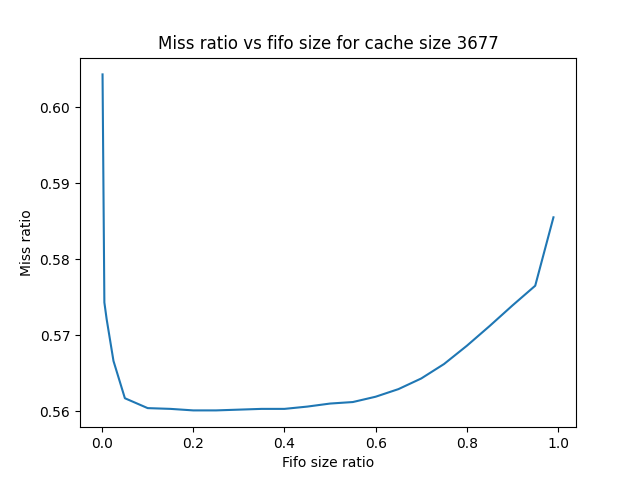 Miss ratio vs fifo size for cache size 3677
0.60
0.59
0.58
0.57
0.56
Miss ratio
0.0 0.2 0.4 0.6 0.8 1.0
Fifo size ratio